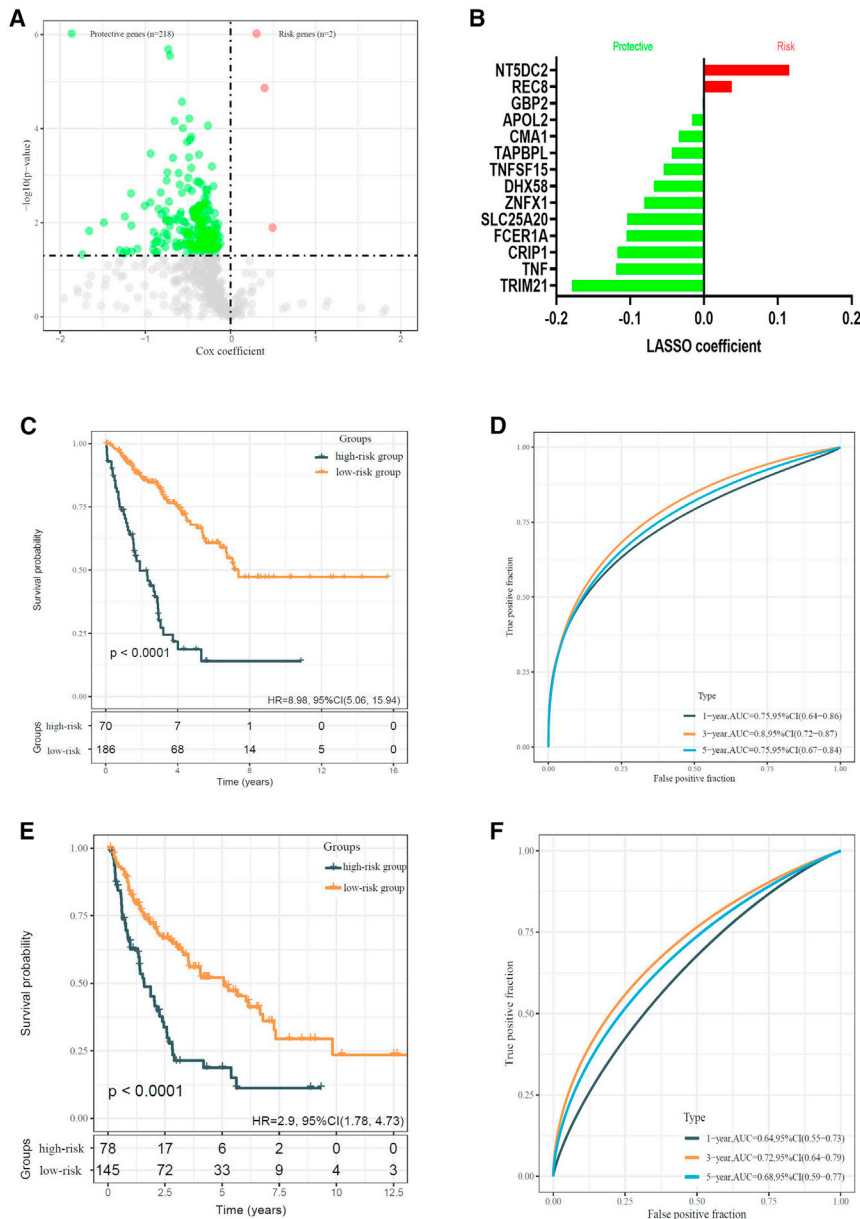 A
Protective genes (n=218)
Risk genes (n=2)
-log10(p-value)
6
4
2
0
-2
-1
0
1
2
Cox coefficient
B
Protective
Risk
NT5DC2
REC8
GBP2
APOL2
CMA1
TAPBPL
TNFSF15
DHX58
ZNFX1
SLC25A20
FCER1A
CRIP1
TNF
TRIM21
-0.2
-0.1
0.0
0.1
0.2
LASSO coefficient
C
Groups
high-risk group
low-risk group
Survival probability
1.00
0.75
0.50
0.25
0.00
p < 0.0001
HR=8.98, 95%CI(5.06, 15.94)
Groups
high-risk 70 7 1 0 0
low-risk 186 68 14 5 0
0 4 8 12 16
Time (years)
D
True positive fraction
1.00
0.75
0.50
0.25
0.00
Type
1-year,AUC=0.75,95%CI(0.64-0.86)
3-year,AUC=0.8,95%CI(0.72-0.87)
5-year,AUC=0.75,95%CI(0.67-0.84)
0.00 0.25 0.50 0.75 1.00
False positive fraction
E
Groups
high-risk group
low-risk group
Survival probability
1.00
0.75
0.50
0.25
0.00
p < 0.0001
HR=2.9, 95%CI(1.78, 4.73)
Groups
high-risk 78 17 6 2 0 0
low-risk 145 72 33 9 4 3
0 2.5 5.0 7.5 10.0 12.5
Time (years)
F
True positive fraction
1.00
0.75
0.50
0.25
0.00
Type
1-year,AUC=0.64,95%CI(0.55-0.73)
3-year,AUC=0.72,95%CI(0.64-0.79)
5-year,AUC=0.68,95%CI(0.59-0.77)
0.00 0.25 0.50 0.75 1.00
False positive fraction